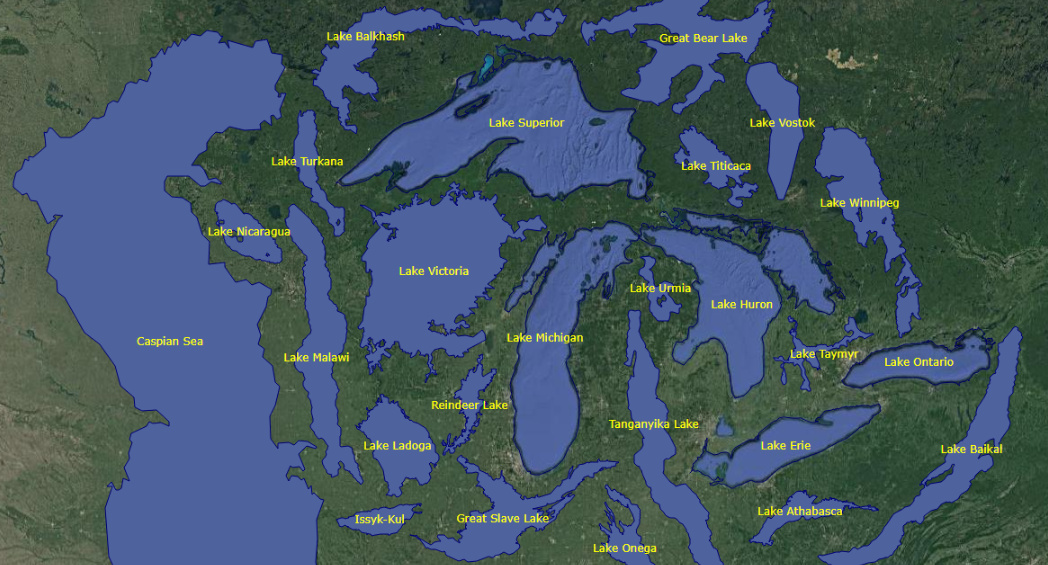 Lake Balkhash
Great Bear Lake
Lake Superior
Lake Vostok
Lake Turkana
Lake Titicaca
Lake Winnipeg
Lake Nicaragua
Lake Victoria
Lake Urmia
Lake Huron
Caspian Sea
Lake Michigan
Lake Malawi
Lake Taymyr
Lake Ontario
Reindeer Lake
Tanganyika Lake
Lake Ladoga
Lake Erie
Lake Baikal
Issyk-Kul
Great Slave Lake
Lake Athabasca
Lake Onega